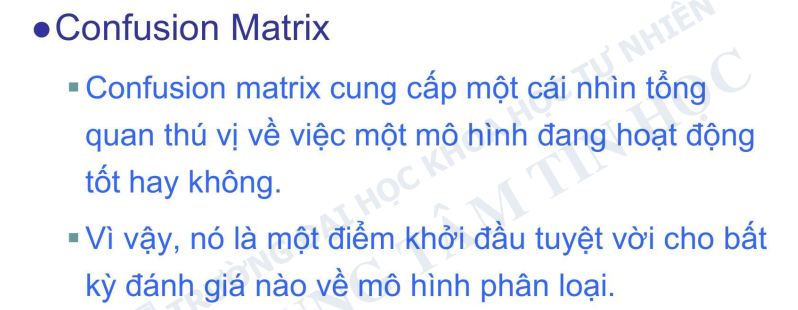 ●Confusion Matrix
▪Confusion matrix cung cấp một cái nhìn tổng
quan thú vị về việc một mô hình đang hoạt động
tốt hay không.
▪Vì vậy, nó là một điểm khởi đầu tuyệt vời cho bất
kỳ đánh giá nào về mô hình phân loại.
TRƯỜNG ĐẠI HỌC KHOA HỌC TỰ NHIÊN
TÂM TIN HỌC